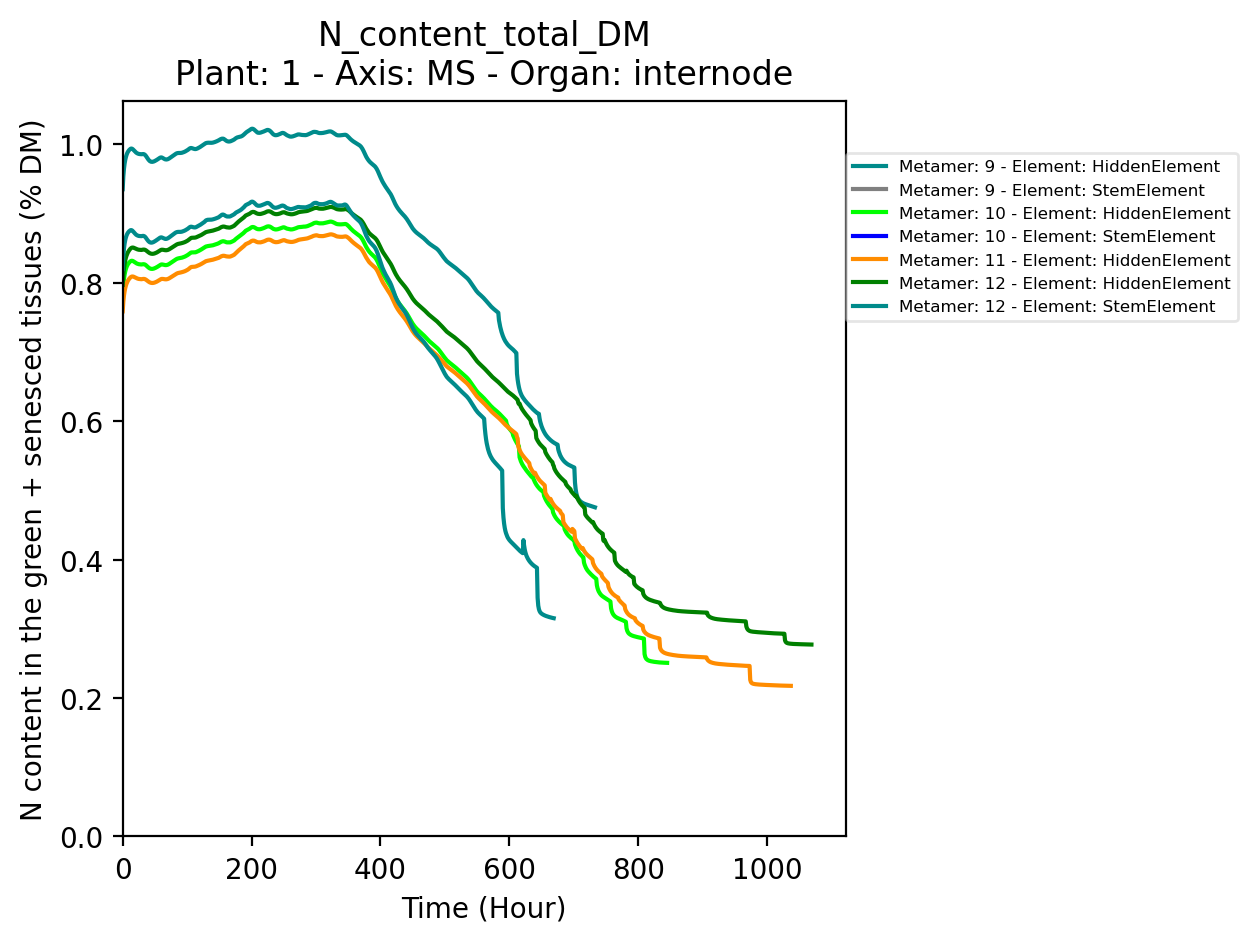 N_content_total_DM
Plant: 1 - Axis: MS - Organ: internode
N content in the green + senesced tissues (% DM)
1.0
0.8
0.6
0.4
0.2
0.0
0 200 400 600 800 1000
Time (Hour)
Metamer: 9 - Element: HiddenElement
Metamer: 9 - Element: StemElement
Metamer: 10 - Element: HiddenElement
Metamer: 10 - Element: StemElement
Metamer: 11 - Element: HiddenElement
Metamer: 12 - Element: HiddenElement
Metamer: 12 - Element: StemElement